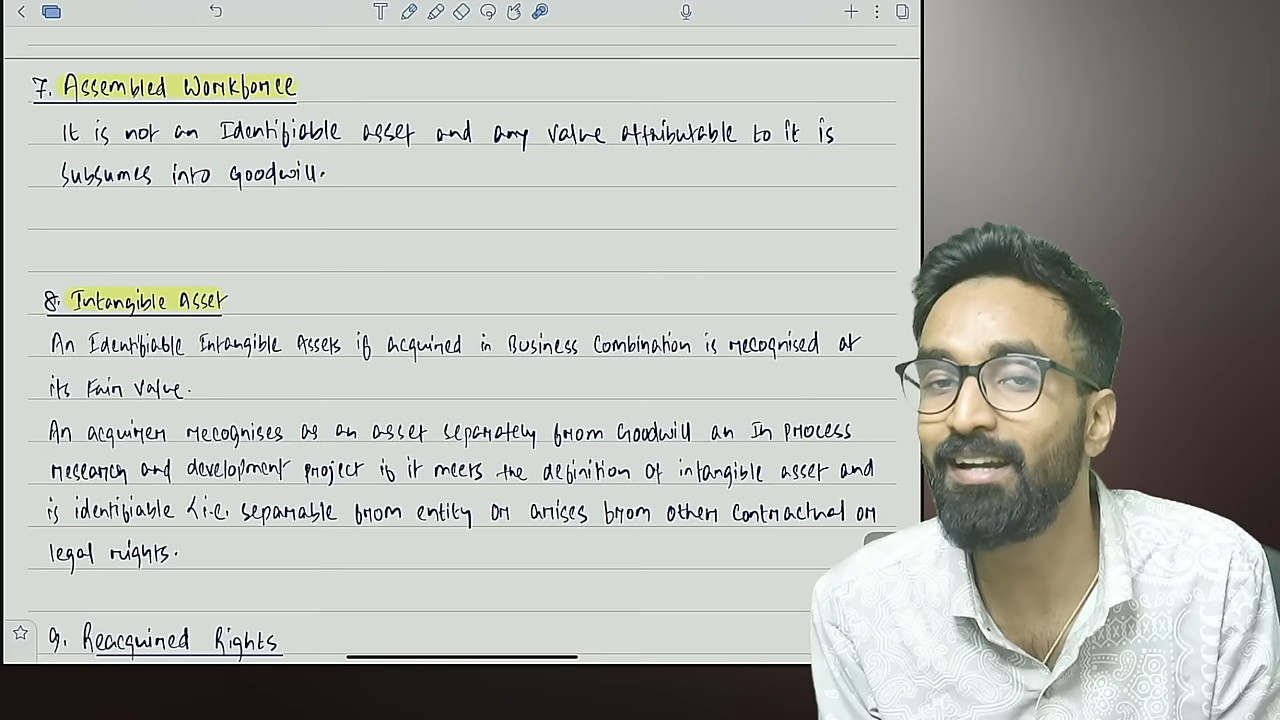 7. Assembled Workforce
It is not an Identifiable asset and any value attributable to it is
subsumes into Goodwill.
8. Intangible Asset
An Identifiable Intangible Assets if acquired in Business Combination is recognised at
its Fair value.
An acquirer recognises as an asset separately from Goodwill an In process
research and development project if it meets the definition of intangible asset and
is identifiable (i.e. separable from entity or arises from other contractual or
legal rights.
9. Reacquired Rights